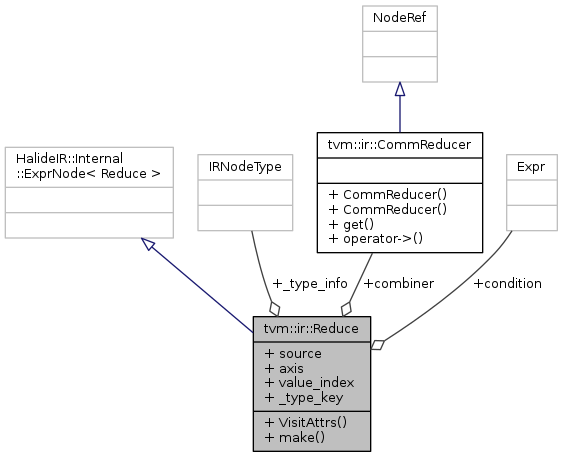 NodeRef
tvm::ir::CommReducer
+ CommReducer()
+ CommReducer()
+ get()
+ operator->()
HalideIR::Internal
::ExprNode< Reduce >
IRNodeType
Expr
+_type_info
+combiner
+condition
tvm::ir::Reduce
+ source
+ axis
+ value_index
+ _type_key
+ VisitAttrs()
+ make()